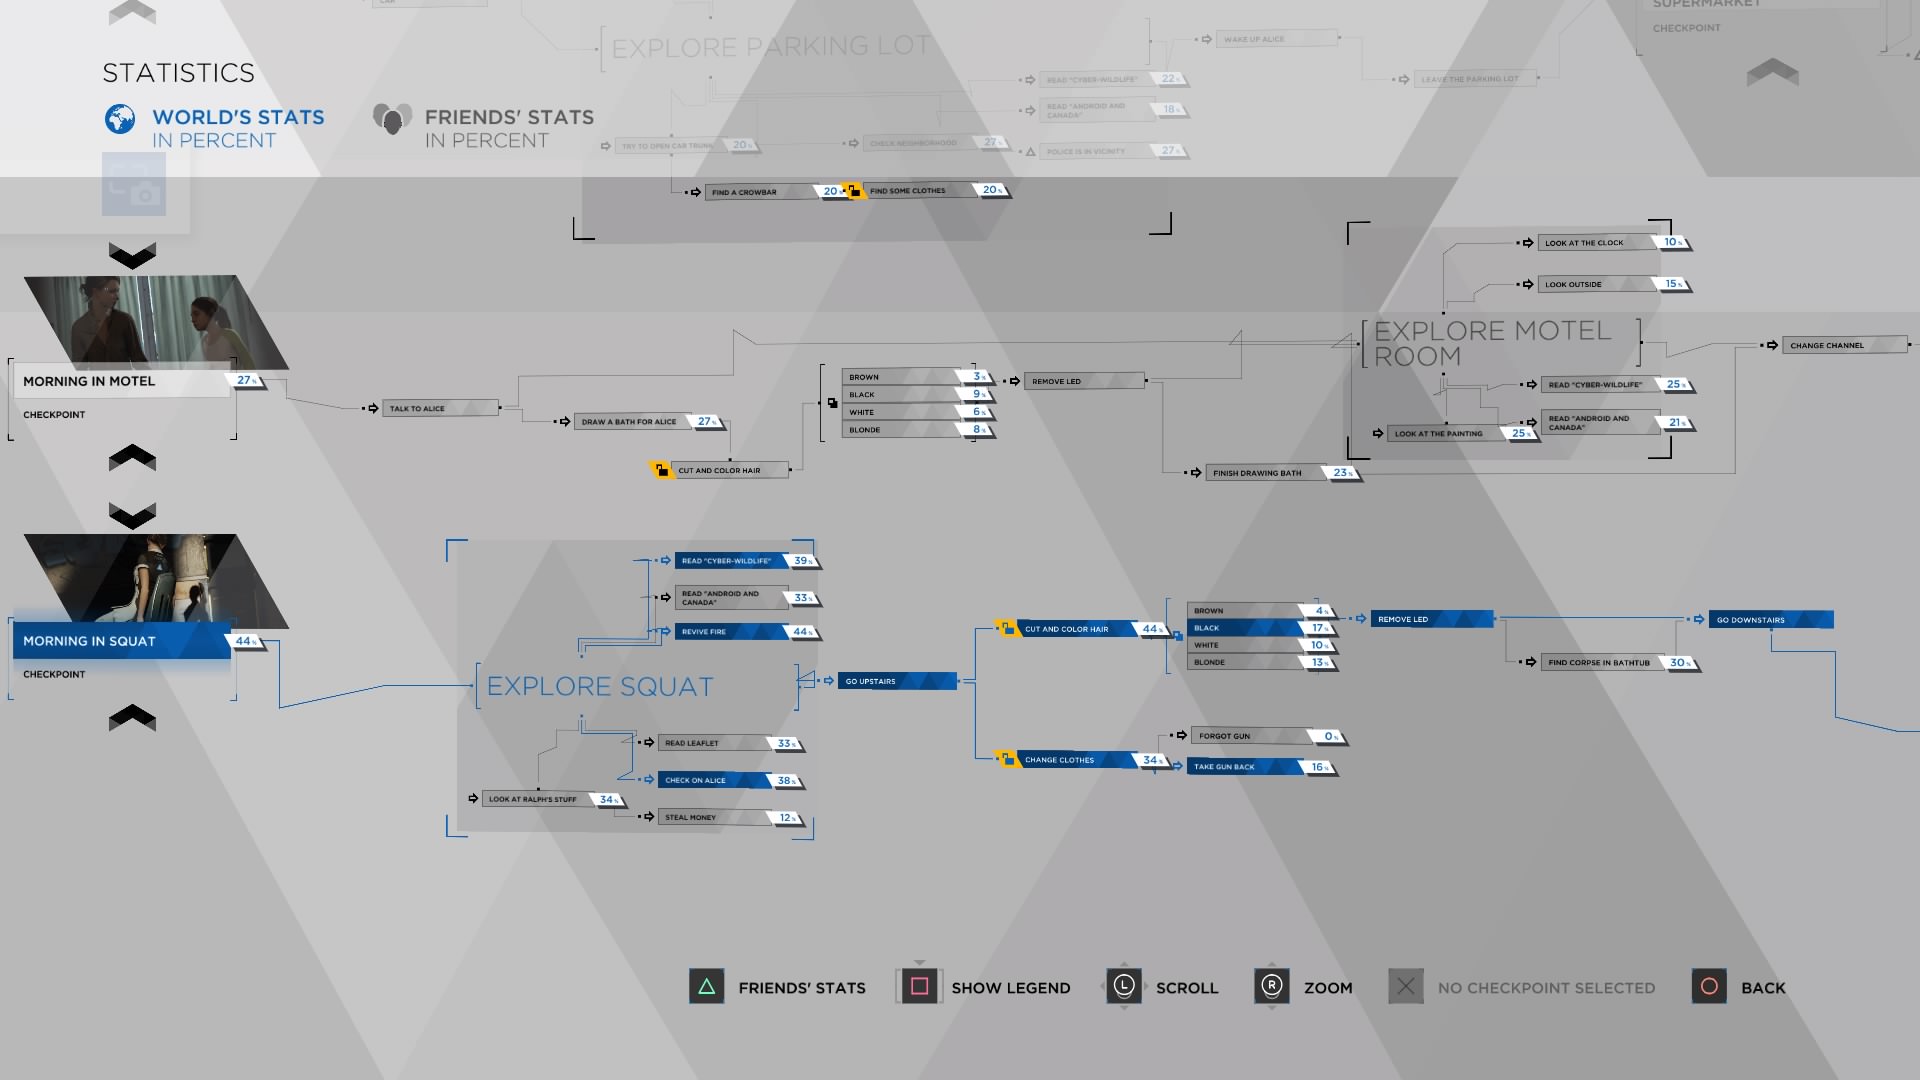 CAR
SUPERMARKET
CHECKPOINT
EXPLORE PARKING LOT
WAKE UP ALICE
LEAVE THE PARKING LOT
STATISTICS
WORLD'S STATS
IN PERCENT
FRIENDS' STATS
IN PERCENT
READ "CYBER-WILDLIFE" 22%
READ "ANDROID AND
CANADA" 18%
TRY TO OPEN CAR TRUNK 20%
CHECK NEIGHBORHOOD 27%
POLICE IS IN VICINITY 27%
FIND A CROWBAR 20%
FIND SOME CLOTHES 20%
MORNING IN MOTEL 27%
CHECKPOINT
TALK TO ALICE
DRAW A BATH FOR ALICE 27%
CUT AND COLOR HAIR
BROWN 3%
BLACK 9%
WHITE 6%
BLONDE 8%
REMOVE LED
FINISH DRAWING BATH 23%
LOOK AT THE CLOCK 10%
LOOK OUTSIDE 15%
EXPLORE MOTEL
ROOM
READ "CYBER-WILDLIFE" 25%
READ "ANDROID AND
CANADA" 21%
LOOK AT THE PAINTING 25%
CHANGE CHANNEL
MORNING IN SQUAT 44%
CHECKPOINT
READ "CYBER-WILDLIFE" 39%
READ "ANDROID AND
CANADA" 33%
REVIVE FIRE 44%
EXPLORE SQUAT
READ LEAFLET 33%
CHECK ON ALICE 38%
LOOK AT RALPH'S STUFF 34%
STEAL MONEY 12%
GO UPSTAIRS
CUT AND COLOR HAIR 44%
BROWN 4%
BLACK 17%
WHITE 10%
BLONDE 13%
REMOVE LED
FIND CORPSE IN BATHTUB 30%
GO DOWNSTAIRS
CHANGE CLOTHES 34%
FORGOT GUN 0%
TAKE GUN BACK 16%
FRIENDS' STATS
SHOW LEGEND
L SCROLL
R ZOOM
NO CHECKPOINT SELECTED
BACK